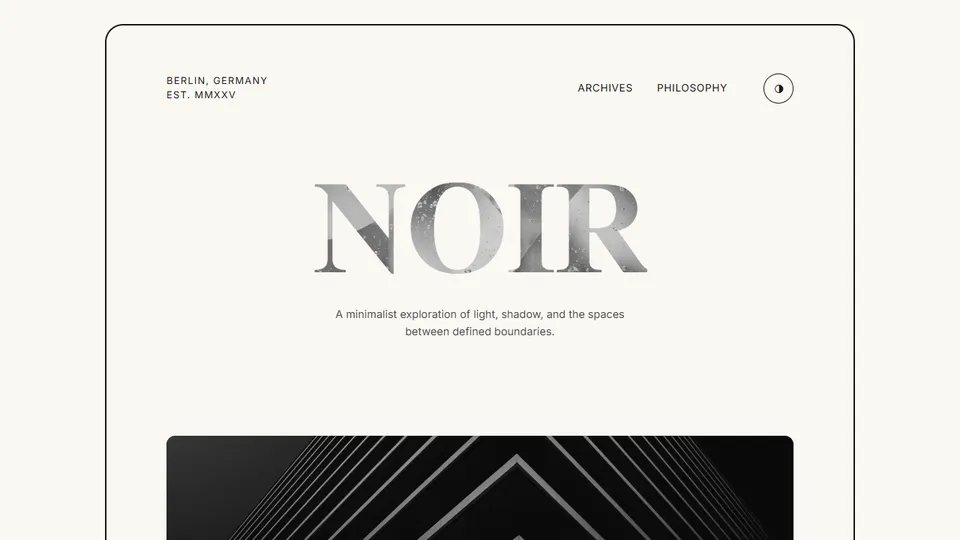 BERLIN, GERMANY
EST. MMXXV
ARCHIVES PHILOSOPHY
NOIR
A minimalist exploration of light, shadow, and the spaces
between defined boundaries.